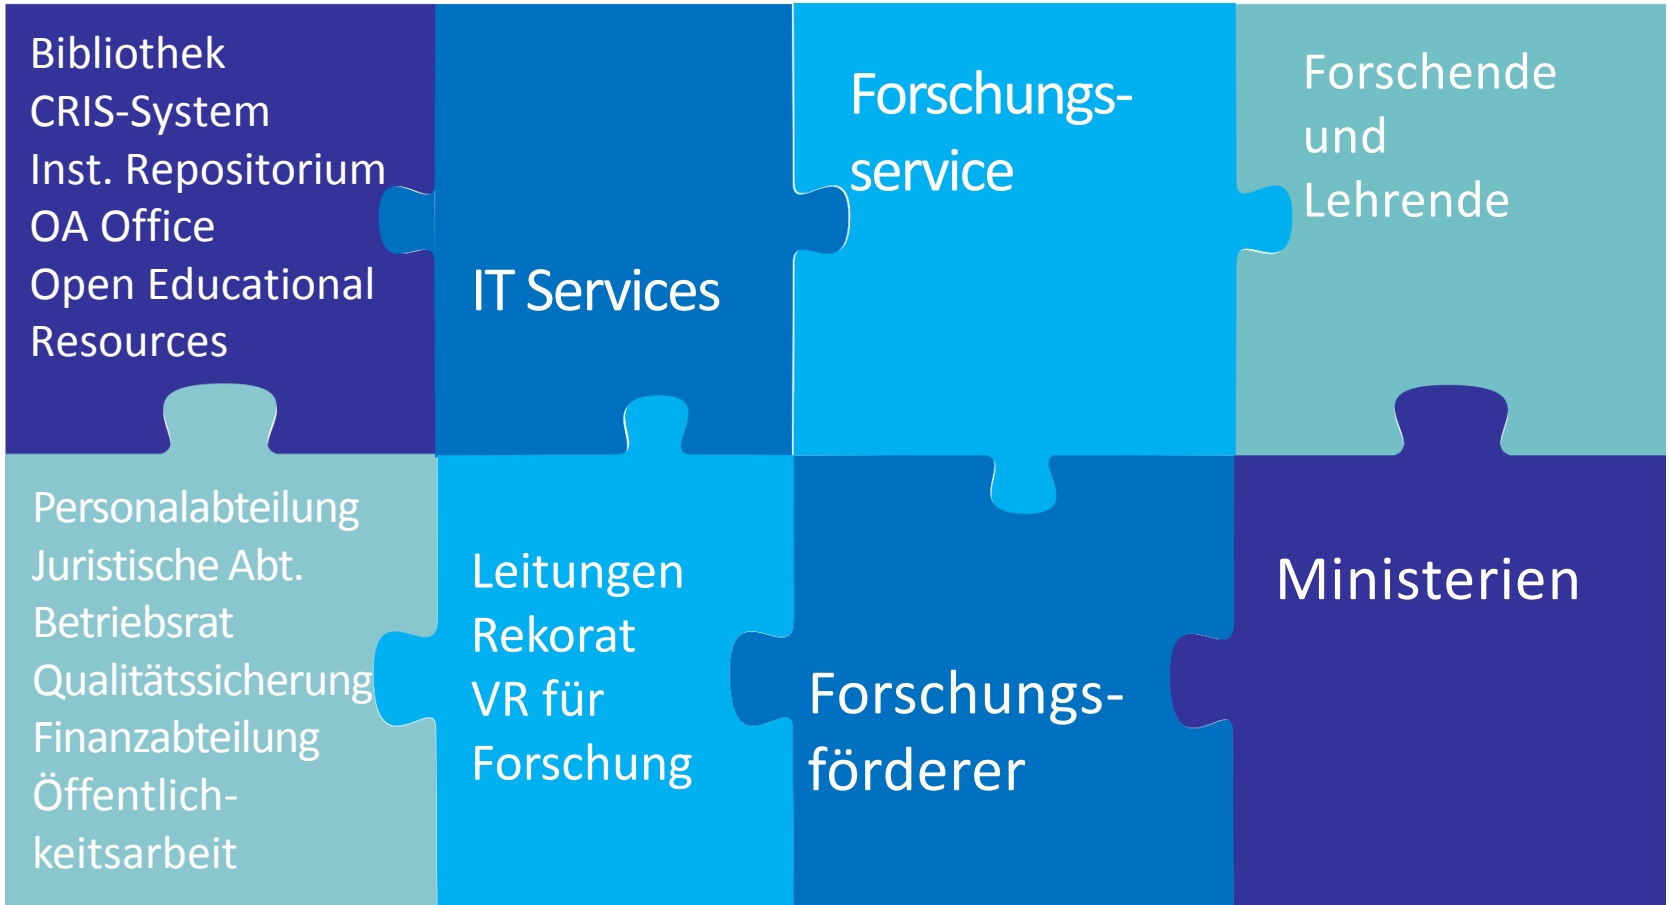 Bibliothek
CRIS-System
Inst. Repositorium
OA Office
Open Educational
Resources
IT Services
Forschungs-
service
Forschende
und
Lehrende
Personalabteilung
Juristische Abt.
Betriebsrat
Qualitätssicherung
Finanzabteilung
Öffentlich-
keitsarbeit
Leitungen
Rekorat
VR für
Forschung
Forschungs-
förderer
Ministerien